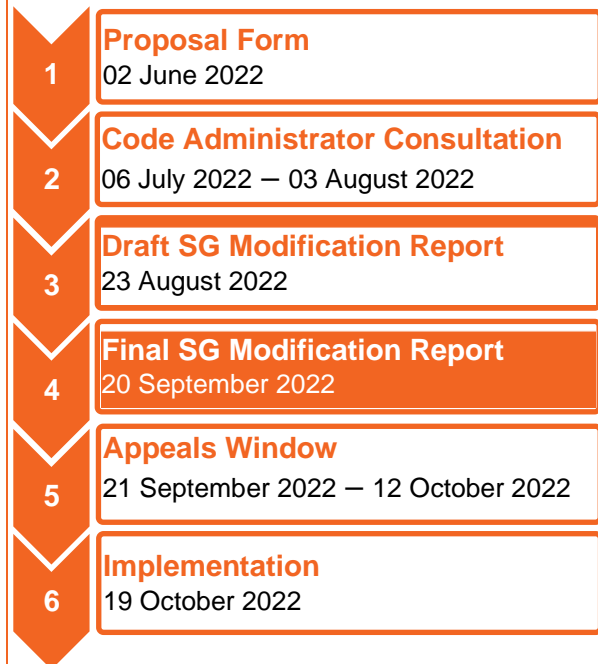 1
Proposal Form
02 June 2022
2
Code Administrator Consultation
06 July 2022 – 03 August 2022
3
Draft SG Modification Report
23 August 2022
4
Final SG Modification Report
20 September 2022
5
Appeals Window
21 September 2022 – 12 October 2022
6
Implementation
19 October 2022